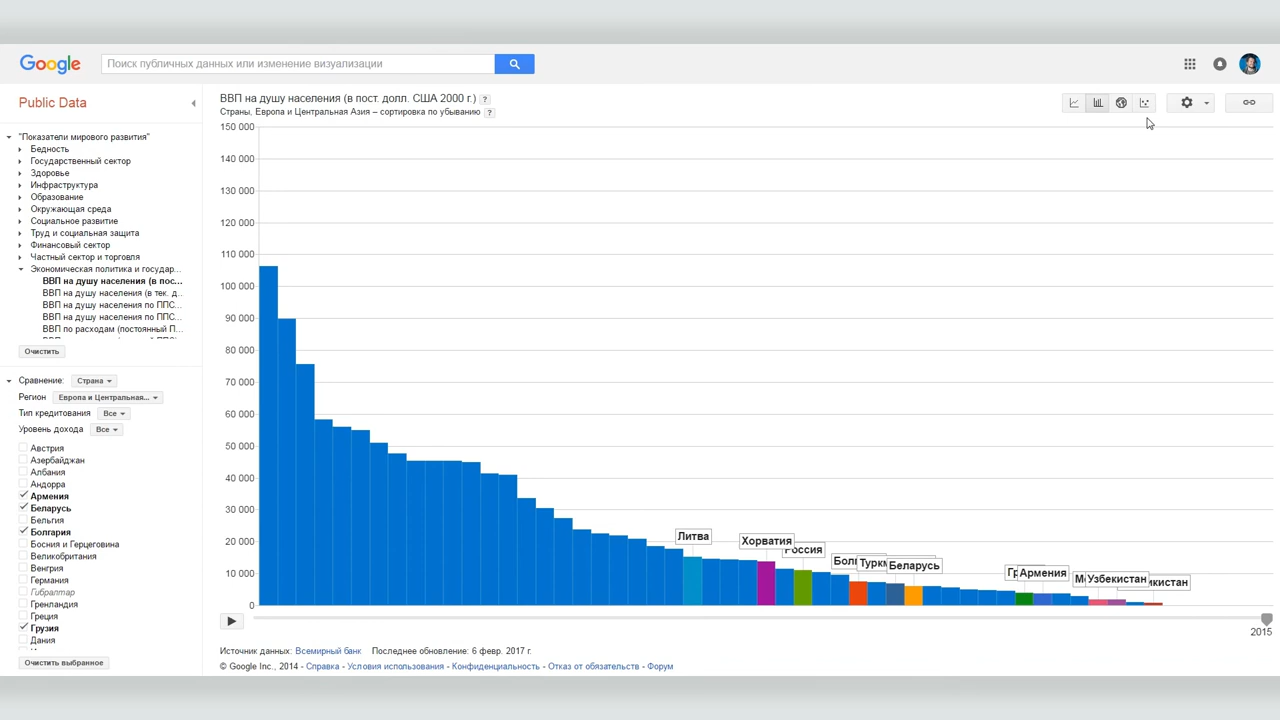 Google
Поиск публичных данных или изменение визуализации
Public Data
"Показатели мирового развития"
Бедность
Государственный сектор
Здоровье
Инфраструктура
Образование
Окружающая среда
Социальное развитие
Труд и социальная защита
Финансовый сектор
Частный сектор и торговля
Экономическая политика и государ...
ВВП на душу населения (в пос...
ВВП на душу населения (в тек. д...
ВВП на душу населения по ППС...
ВВП на душу населения по ППС...
ВВП по расходам (постоянный П...
Очистить
Сравнение: Страна
Регион Европа и Центральная...
Тип кредитования Все
Уровень дохода Все
Австрия
Азербайджан
Албания
Андорра
Армения
Беларусь
Бельгия
Болгария
Босния и Герцеговина
Великобритания
Венгрия
Германия
Гибралтар
Гренландия
Греция
Грузия
Дания
Очистить выбранное
ВВП на душу населения (в пост. долл. США 2000 г.) ?
Страны, Европа и Центральная Азия – сортировка по убыванию ?
150 000
140 000
130 000
120 000
110 000
100 000
90 000
80 000
70 000
60 000
50 000
40 000
30 000
20 000
10 000
0
Литва
Хорватия
Россия
Беларусь
Армения
Узбекистан
2015
Источник данных: Всемирный банк Последнее обновление: 6 февр. 2017 г.
© Google Inc., 2014 - Справка - Условия использования - Конфиденциальность - Отказ от обязательств - Форум